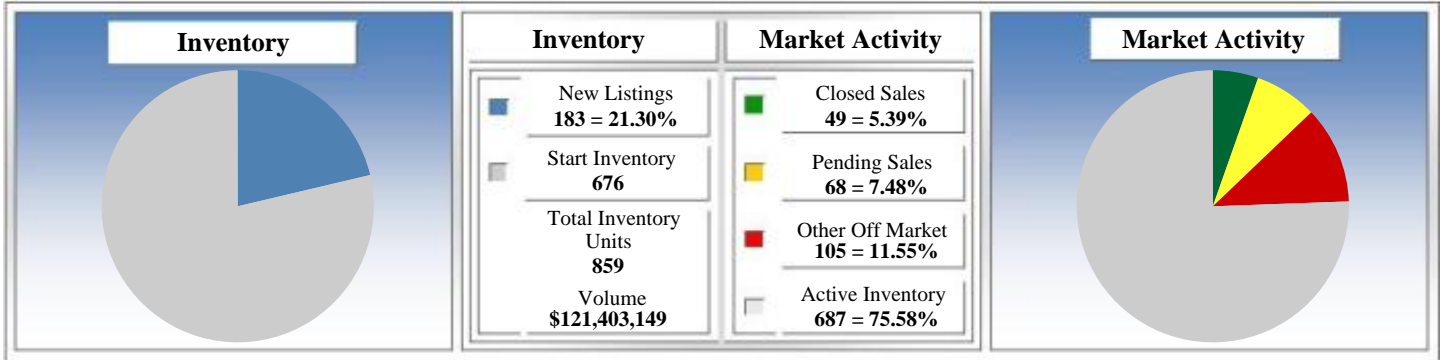 Inventory
Inventory
Market Activity
New Listings
183 = 21.30%
Start Inventory
676
Total Inventory
Units
859
Volume
$121,403,149
Closed Sales
49 = 5.39%
Pending Sales
68 = 7.48%
Other Off Market
105 = 11.55%
Active Inventory
687 = 75.58%
Market Activity